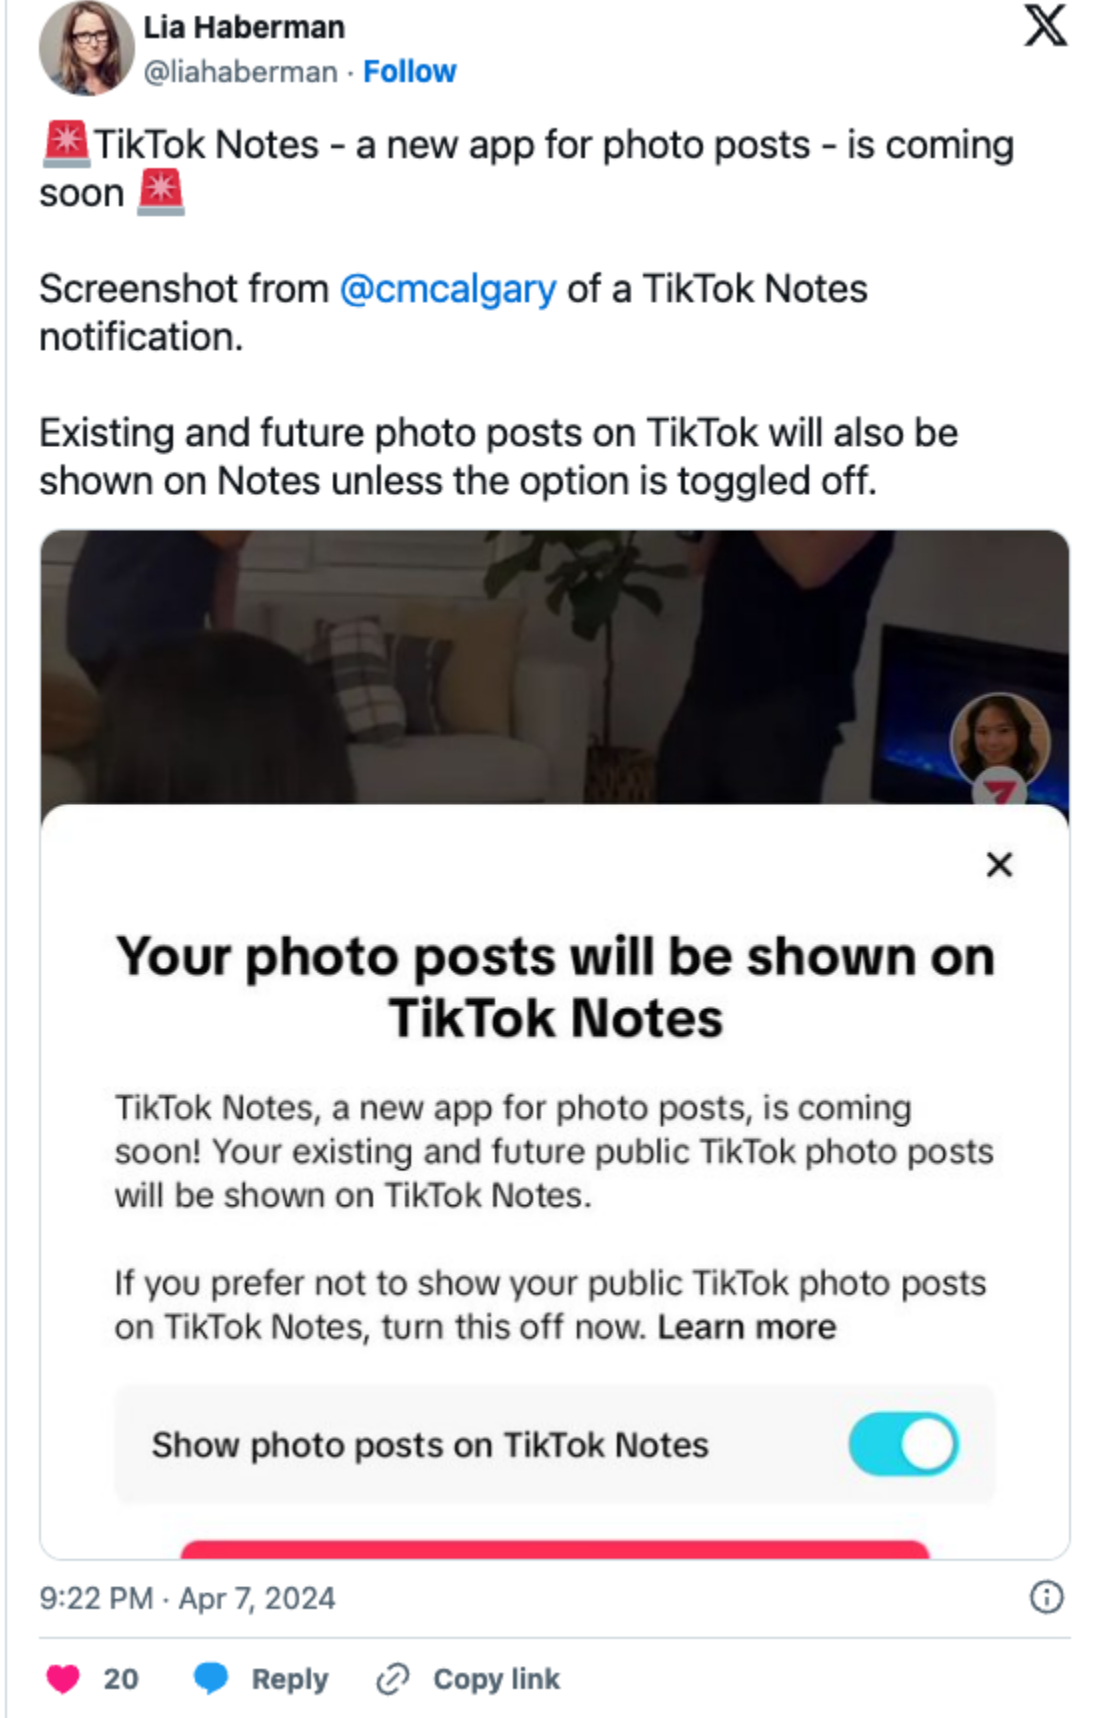 Lia Haberman
@liahaberman · Follow
🚨TikTok Notes - a new app for photo posts - is coming
soon 🚨
Screenshot from @cmcalgary of a TikTok Notes
notification.
Existing and future photo posts on TikTok will also be
shown on Notes unless the option is toggled off.
Your photo posts will be shown on
TikTok Notes
TikTok Notes, a new app for photo posts, is coming
soon! Your existing and future public TikTok photo posts
will be shown on TikTok Notes.
If you prefer not to show your public TikTok photo posts
on TikTok Notes, turn this off now. Learn more
Show photo posts on TikTok Notes
9:22 PM · Apr 7, 2024
20 Reply Copy link